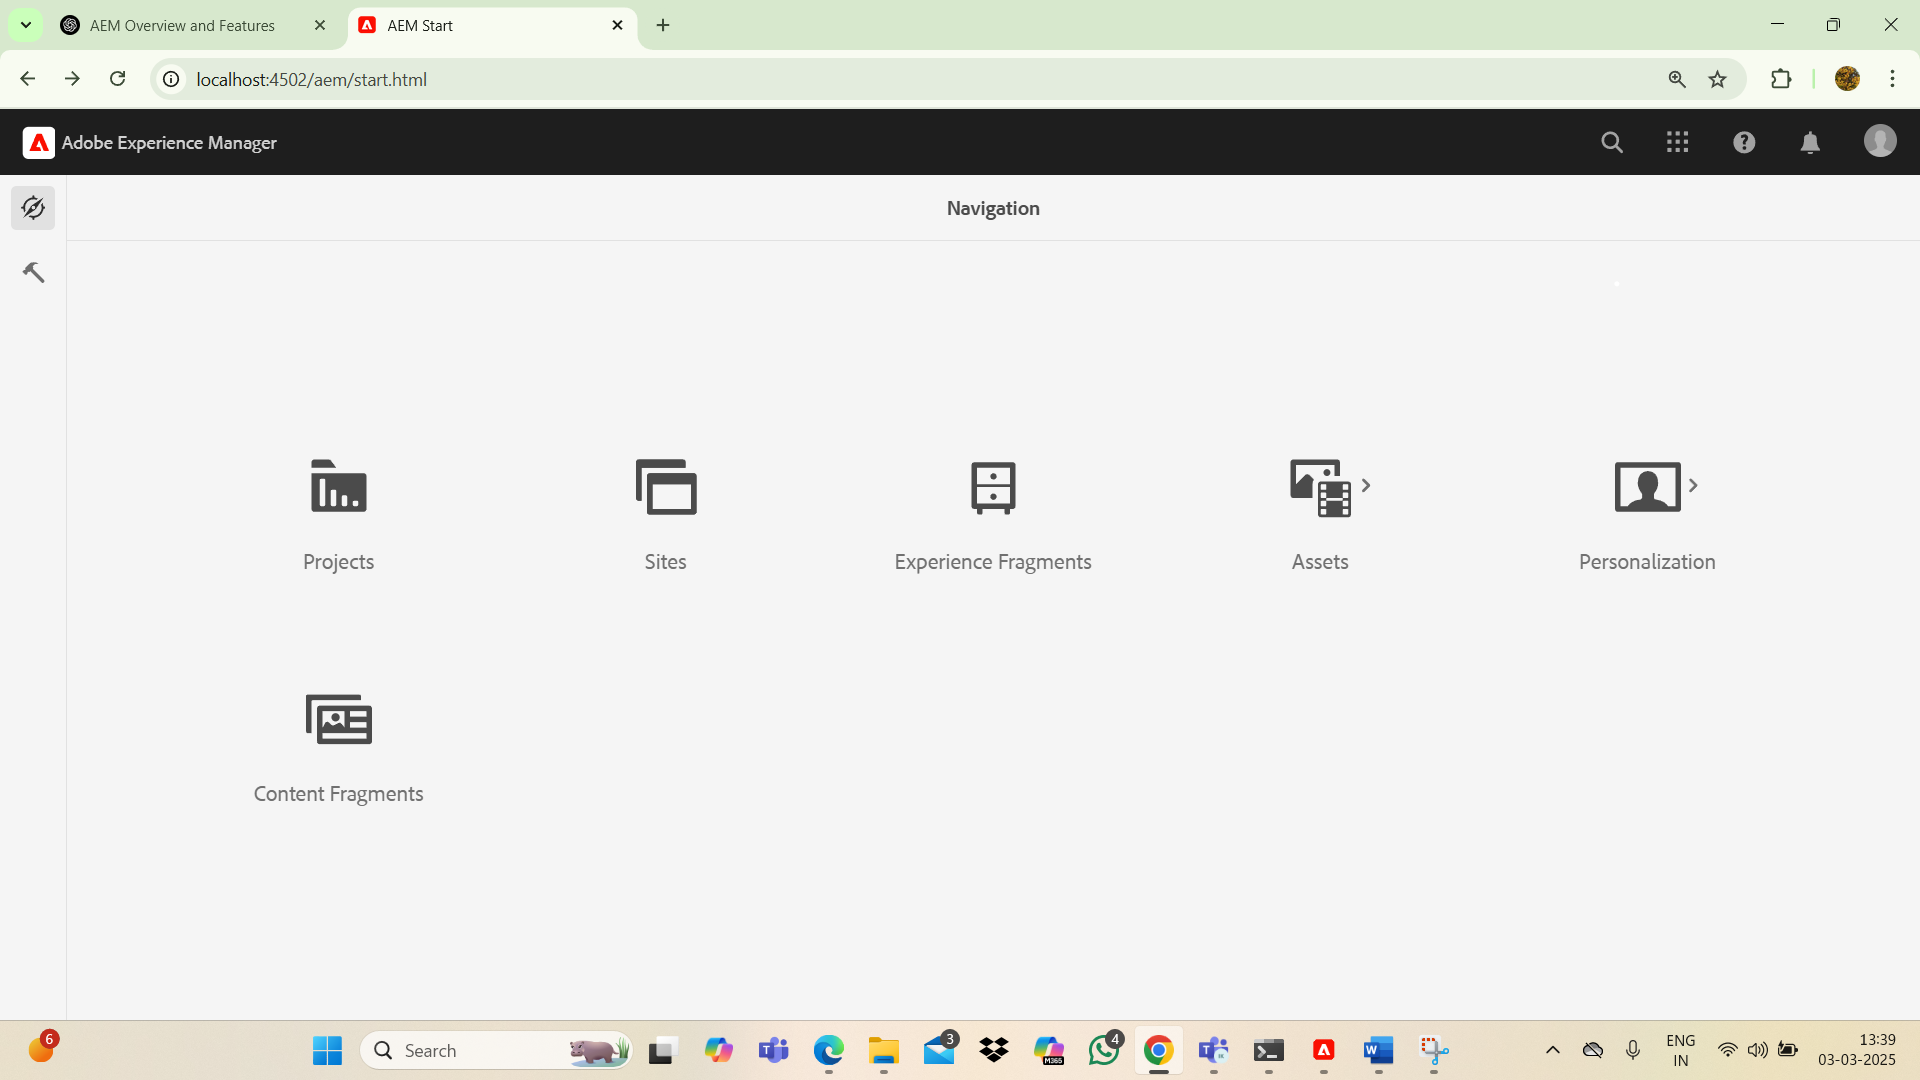 AEM Overview and Features
AEM Start
localhost:4502/aem/start.html
Adobe Experience Manager
Navigation
Projects
Sites
Experience Fragments
Assets
Personalization
Content Fragments
6
Search
3
M365
4
ENG
IN
13:39
03-03-2025